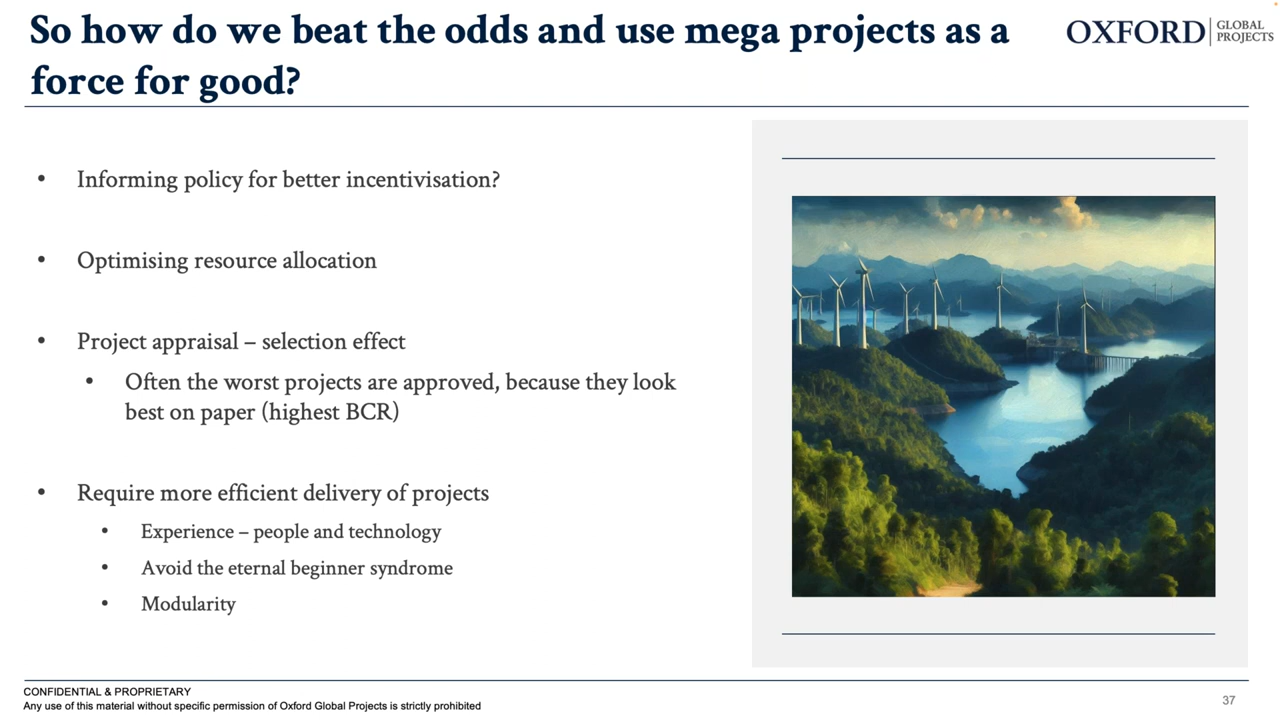 So how do we beat the odds and use mega projects as a
force for good?
OXFORD GLOBAL
PROJECTS
• Informing policy for better incentivisation?
• Optimising resource allocation
• Project appraisal – selection effect
• Often the worst projects are approved, because they look
best on paper (highest BCR)
• Require more efficient delivery of projects
• Experience – people and technology
• Avoid the eternal beginner syndrome
• Modularity
CONFIDENTIAL & PROPRIETARY
Any use of this material without specific permission of Oxford Global Projects is strictly prohibited
37